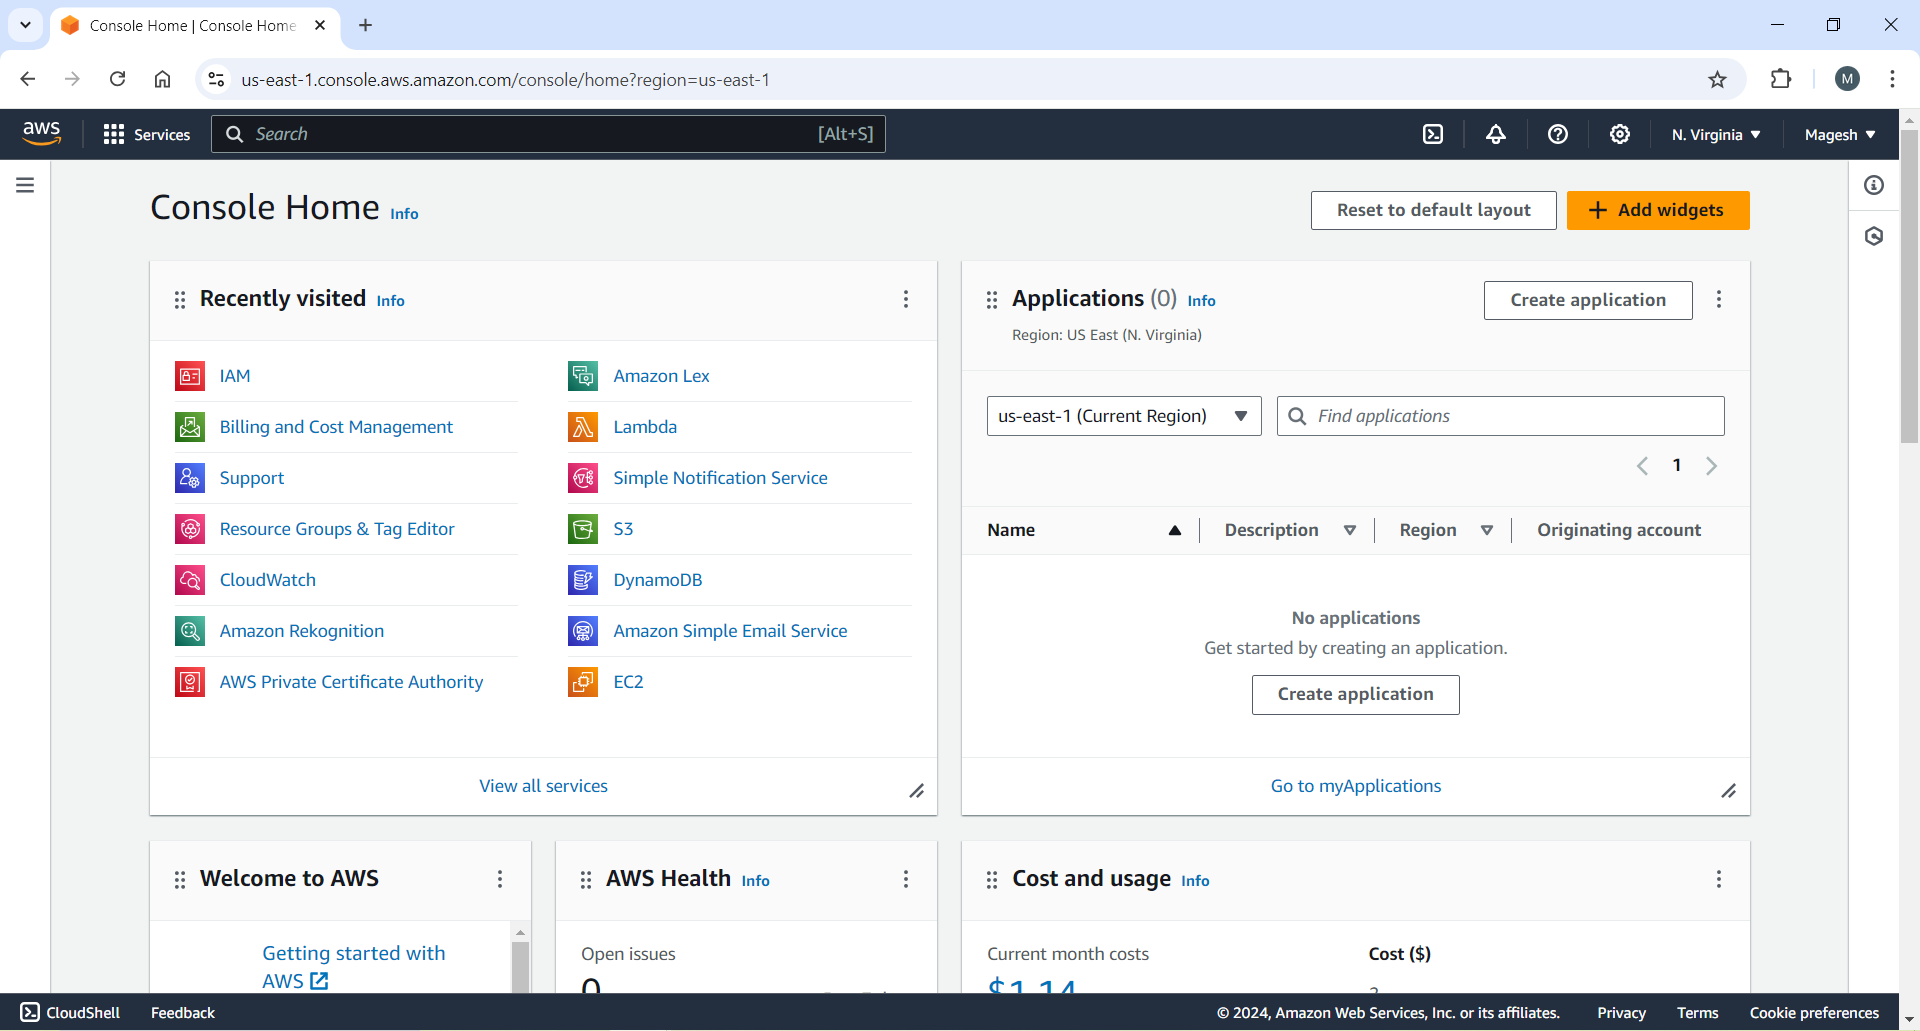 Console Home | Console Home
us-east-1.console.aws.amazon.com/console/home?region=us-east-1
M
aws
Services
Search
[Alt+S]
N. Virginia
Magesh
Console Home Info
Reset to default layout
Add widgets
Recently visited Info
IAM
Amazon Lex
Billing and Cost Management
Lambda
Support
Simple Notification Service
Resource Groups & Tag Editor
S3
CloudWatch
DynamoDB
Amazon Rekognition
Amazon Simple Email Service
AWS Private Certificate Authority
EC2
View all services
Applications (0) Info
Create application
Region: US East (N. Virginia)
us-east-1 (Current Region)
Find applications
1
Name
Description
Region
Originating account
No applications
Get started by creating an application.
Create application
Go to myApplications
Welcome to AWS
Getting started with
AWS
AWS Health Info
Open issues
0
Cost and usage Info
Current month costs
$1.14
Cost ($)
CloudShell
Feedback
© 2024, Amazon Web Services, Inc. or its affiliates.
Privacy
Terms
Cookie preferences